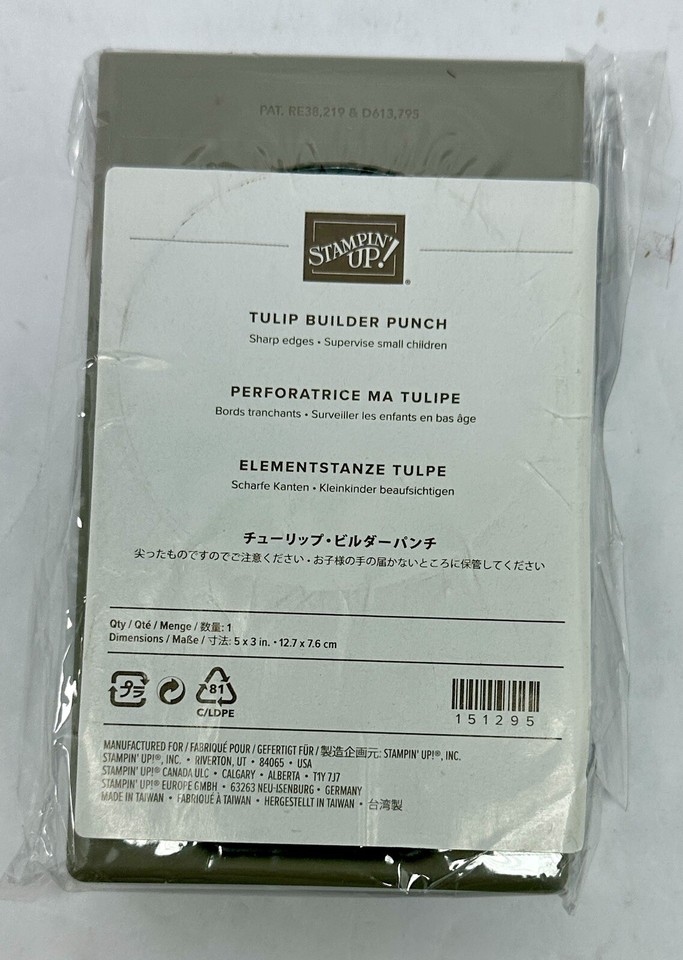 PAT. RE38,219 & D613,795
STAMPIN'
UP!®
TULIP BUILDER PUNCH
Sharp edges • Supervise small children
PERFORATRICE MA TULIPE
Bords tranchants • Surveiller les enfants en bas âge
ELEMENTSTANZE TULPE
Scharfe Kanten • Kleinkinder beaufsichtigen
チューリップ・ビルダーパンチ
尖ったものですのでご注意ください・お子様の手の届かないところに保管してください
Qty / Qté / Menge / 数量: 1
Dimensions / Maße / 寸法: 5 x 3 in. • 12.7 x 7.6 cm
プラ
81
C/LDPE
151295
MANUFACTURED FOR / FABRIQUÉ POUR / GEFERTIGT FÜR / 製造企画元: STAMPIN' UP!®, INC.
STAMPIN' UP!®, INC. • RIVERTON, UT • 84065 • USA
STAMPIN' UP!® CANADA ULC • CALGARY • ALBERTA • T1Y 7J7
STAMPIN' UP!® EUROPE GMBH • 63263 NEU-ISENBURG • GERMANY
MADE IN TAIWAN • FABRIQUÉ À TAIWAN • HERGESTELLT IN TAIWAN • 台湾製